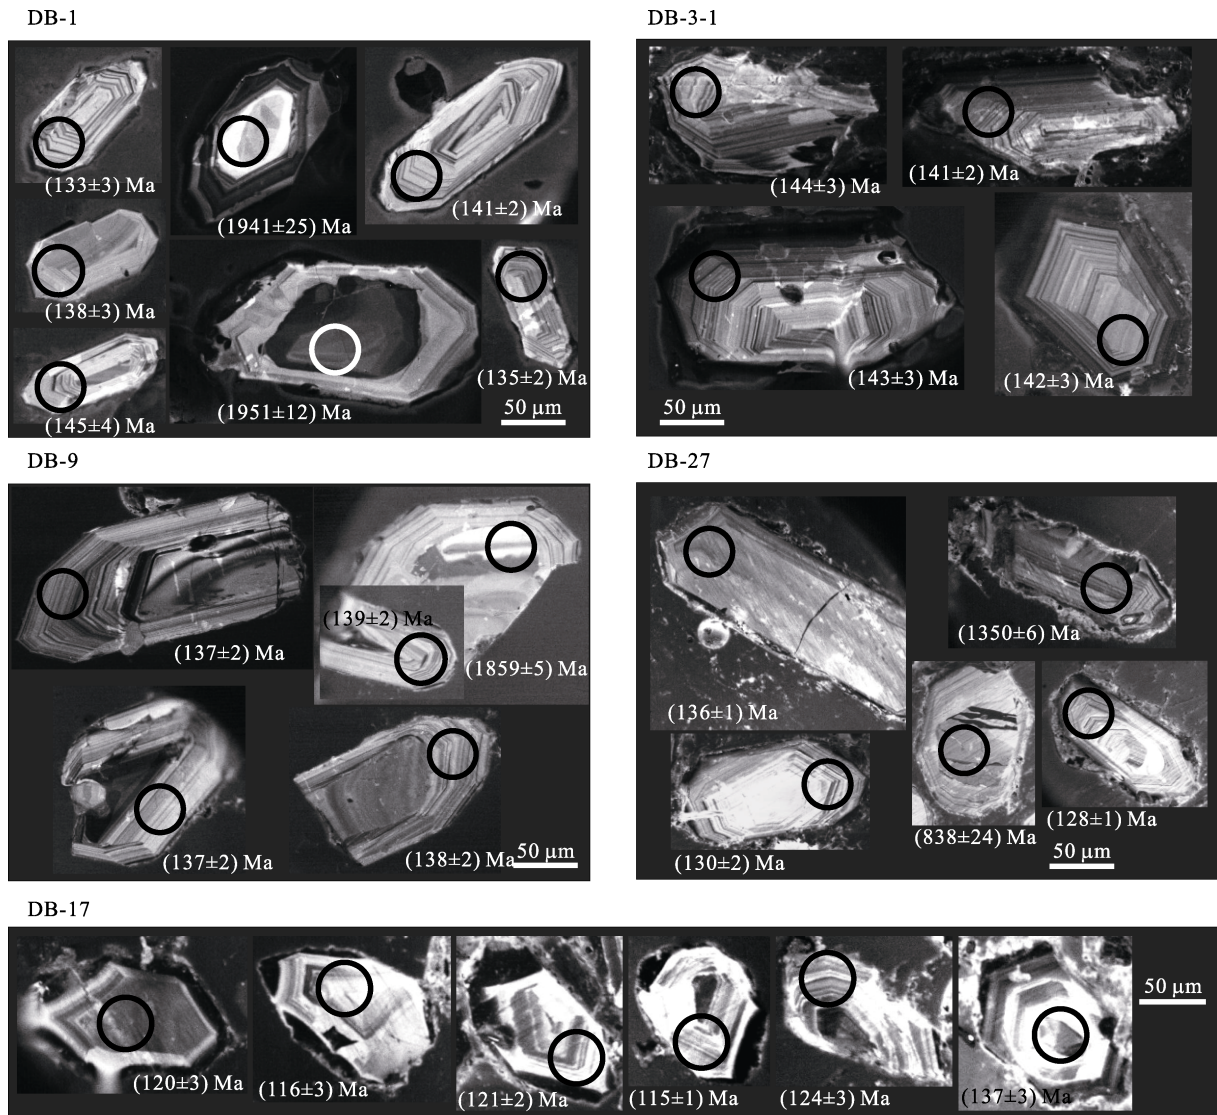 DB-1
(133±3) Ma
(1941±25) Ma
(141±2) Ma
(138±3) Ma
(145±4) Ma
(1951±12) Ma
(135±2) Ma
50 μm
DB-3-1
(144±3) Ma
(141±2) Ma
(143±3) Ma
(142±3) Ma
50 μm
DB-9
(137±2) Ma
(139±2) Ma
(1859±5) Ma
(137±2) Ma
(138±2) Ma
50 μm
DB-27
(136±1) Ma
(1350±6) Ma
(130±2) Ma
(838±24) Ma
(128±1) Ma
50 μm
DB-17
(120±3) Ma
(116±3) Ma
(121±2) Ma
(115±1) Ma
(124±3) Ma
(137±3) Ma
50 μm